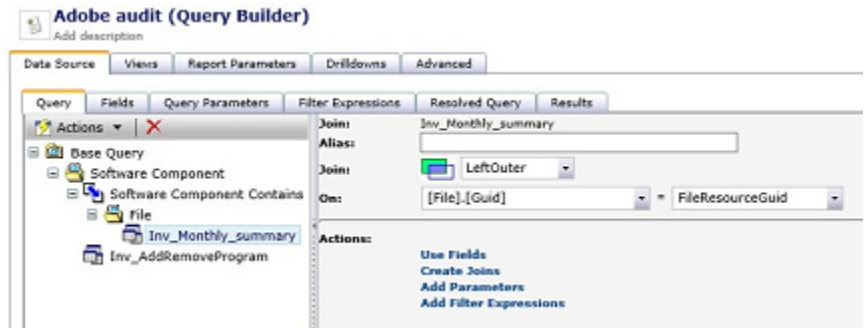 Adobe audit (Query Builder)
Add description
Data Source Views Report Parameters Drilldowns Advanced
Query Fields Query Parameters Filter Expressions Resolved Query Results
Actions
Base Query
Software Component
Software Component Contains
File
Inv_Monthly_summary
Inv_AddRemoveProgram
Join: Inv_Monthly_summary
Alias:
Join: LeftOuter
On: [File].[Guid] = FileResourceGuid
Actions:
Use Fields
Create Joins
Add Parameters
Add Filter Expressions